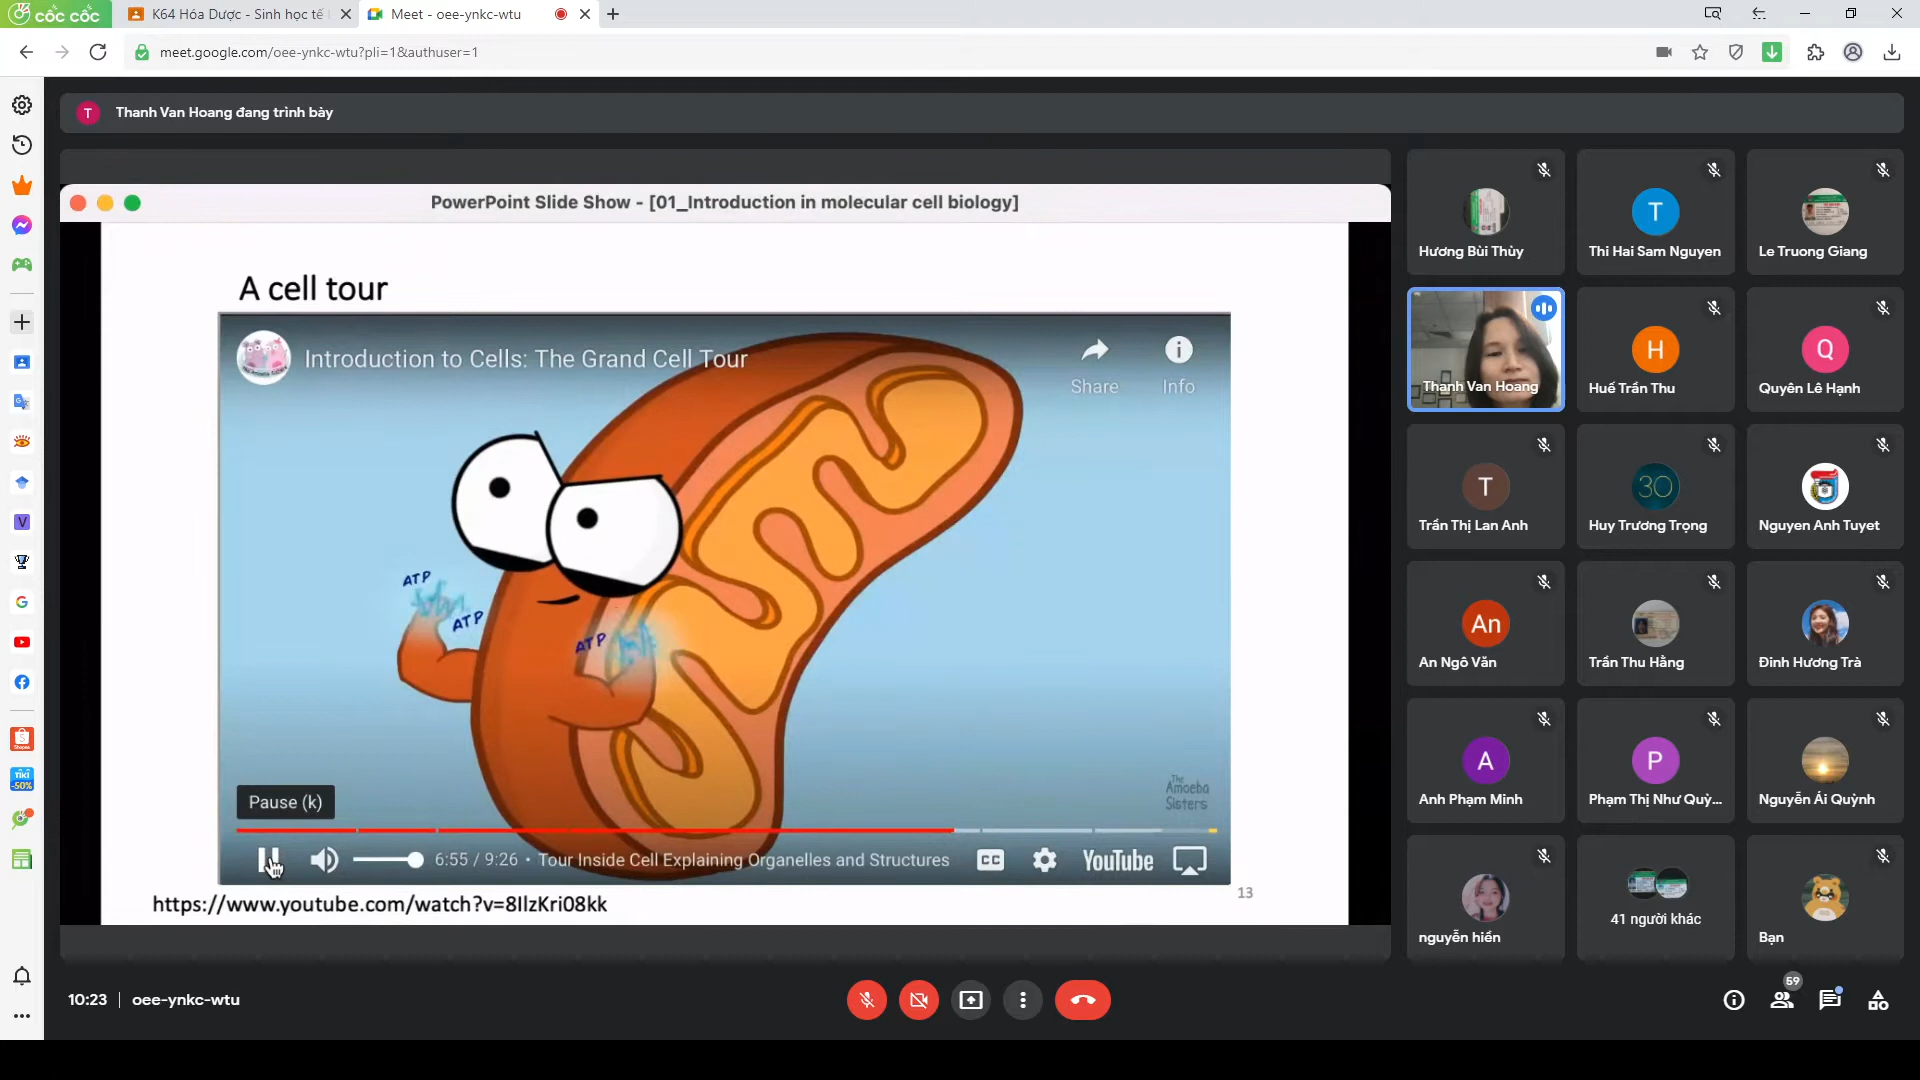 cốc cốc
K64 Hóa Dược - Sinh học tế
Meet - oee-ynkc-wtu
meet.google.com/oee-ynkc-wtu?pli=1&authuser=1
T
Thanh Van Hoang đang trình bày
PowerPoint Slide Show - [01_Introduction in molecular cell biology]
A cell tour
Introduction to Cells: The Grand Cell Tour
Share
Info
ATP
ATP
ATP
The
Amoeba
Sisters
Pause (k)
6:55 / 9:26 • Tour Inside Cell Explaining Organelles and Structures
CC
YouTube
https://www.youtube.com/watch?v=8IlzKri08kk
13
Hương Bùi Thùy
T
Thi Hai Sam Nguyen
Le Truong Giang
Thanh Van Hoang
H
Huế Trần Thu
Q
Quyên Lê Hạnh
T
Trần Thị Lan Anh
30
Huy Trương Trọng
Nguyen Anh Tuyet
An
An Ngô Văn
Trần Thu Hằng
Đinh Hương Trà
A
Anh Phạm Minh
P
Phạm Thị Như Quỳ...
Nguyễn Ái Quỳnh
nguyễn hiền
41 người khác
Bạn
V
G
Shopee
TIKI
-50%
10:23
oee-ynkc-wtu
59